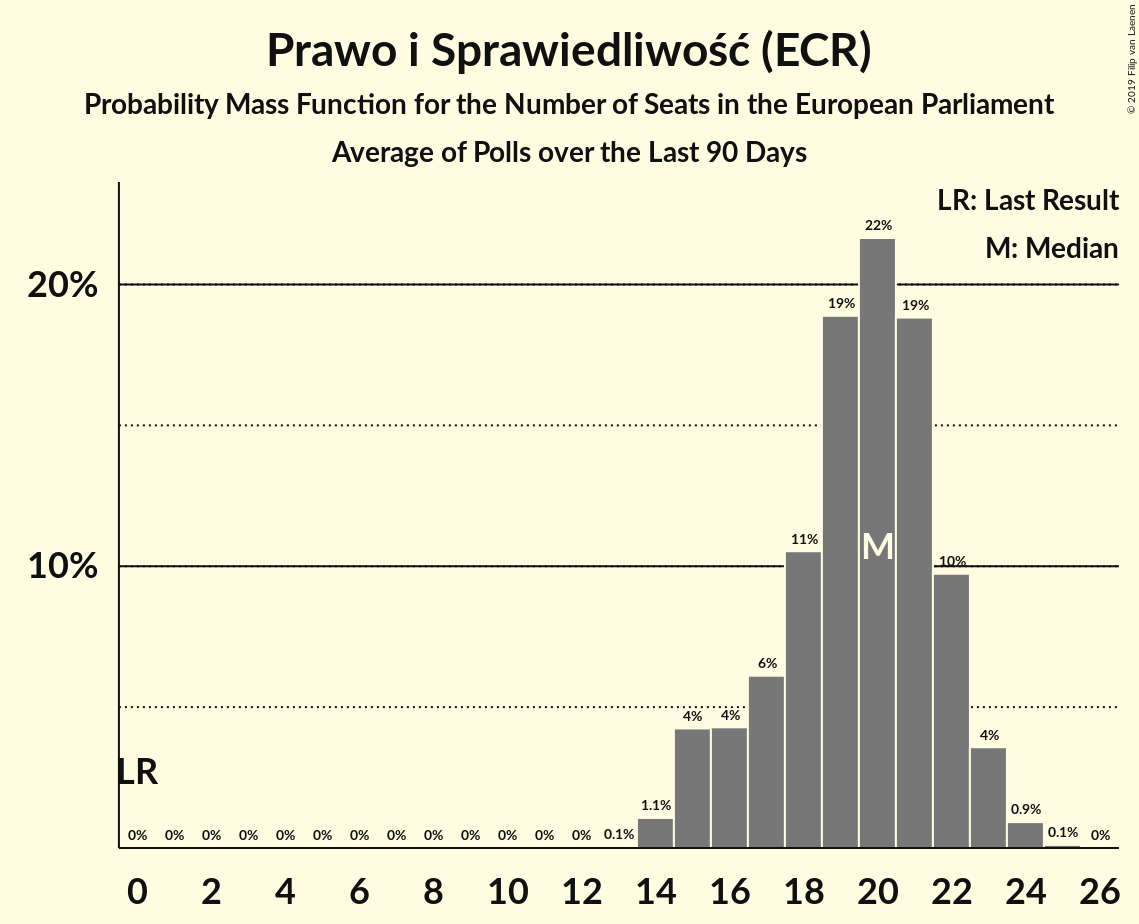 Prawo i Sprawiedliwość (ECR)
Probability Mass Function for the Number of Seats in the European Parliament
Average of Polls over the Last 90 Days
© 2019 Filip van Laenen
LR: Last Result
M: Median
22%
20%
19%
19%
11%
M
10%
10%
6%
4%
4%
4%
LR
1.1%
0.9%
0% 0% 0% 0% 0% 0% 0% 0% 0% 0% 0% 0% 0% 0.1% 0.1% 0%
0 2 4 6 8 10 12 14 16 18 20 22 24 26